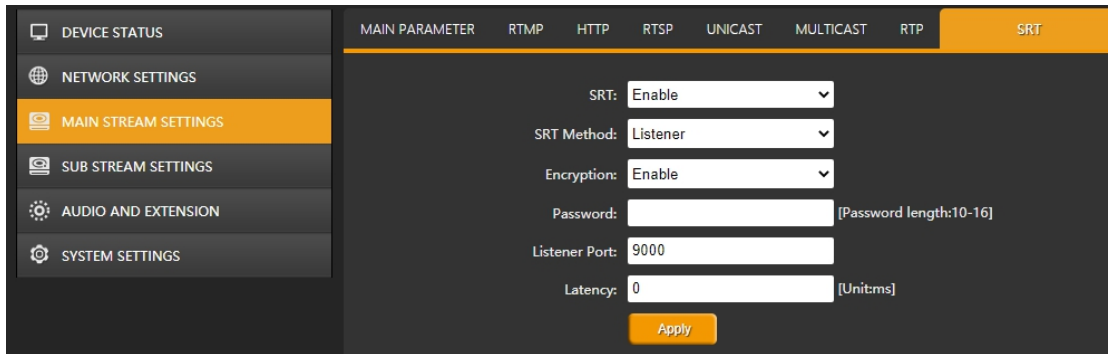 DEVICE STATUS
NETWORK SETTINGS
MAIN STREAM SETTINGS
SUB STREAM SETTINGS
AUDIO AND EXTENSION
SYSTEM SETTINGS
MAIN PARAMETER RTMP HTTP RTSP UNICAST MULTICAST RTP SRT
SRT: Enable
SRT Method: Listener
Encryption: Enable
Password: [Password length:10-16]
Listener Port: 9000
Latency: 0 [Unit:ms]
Apply